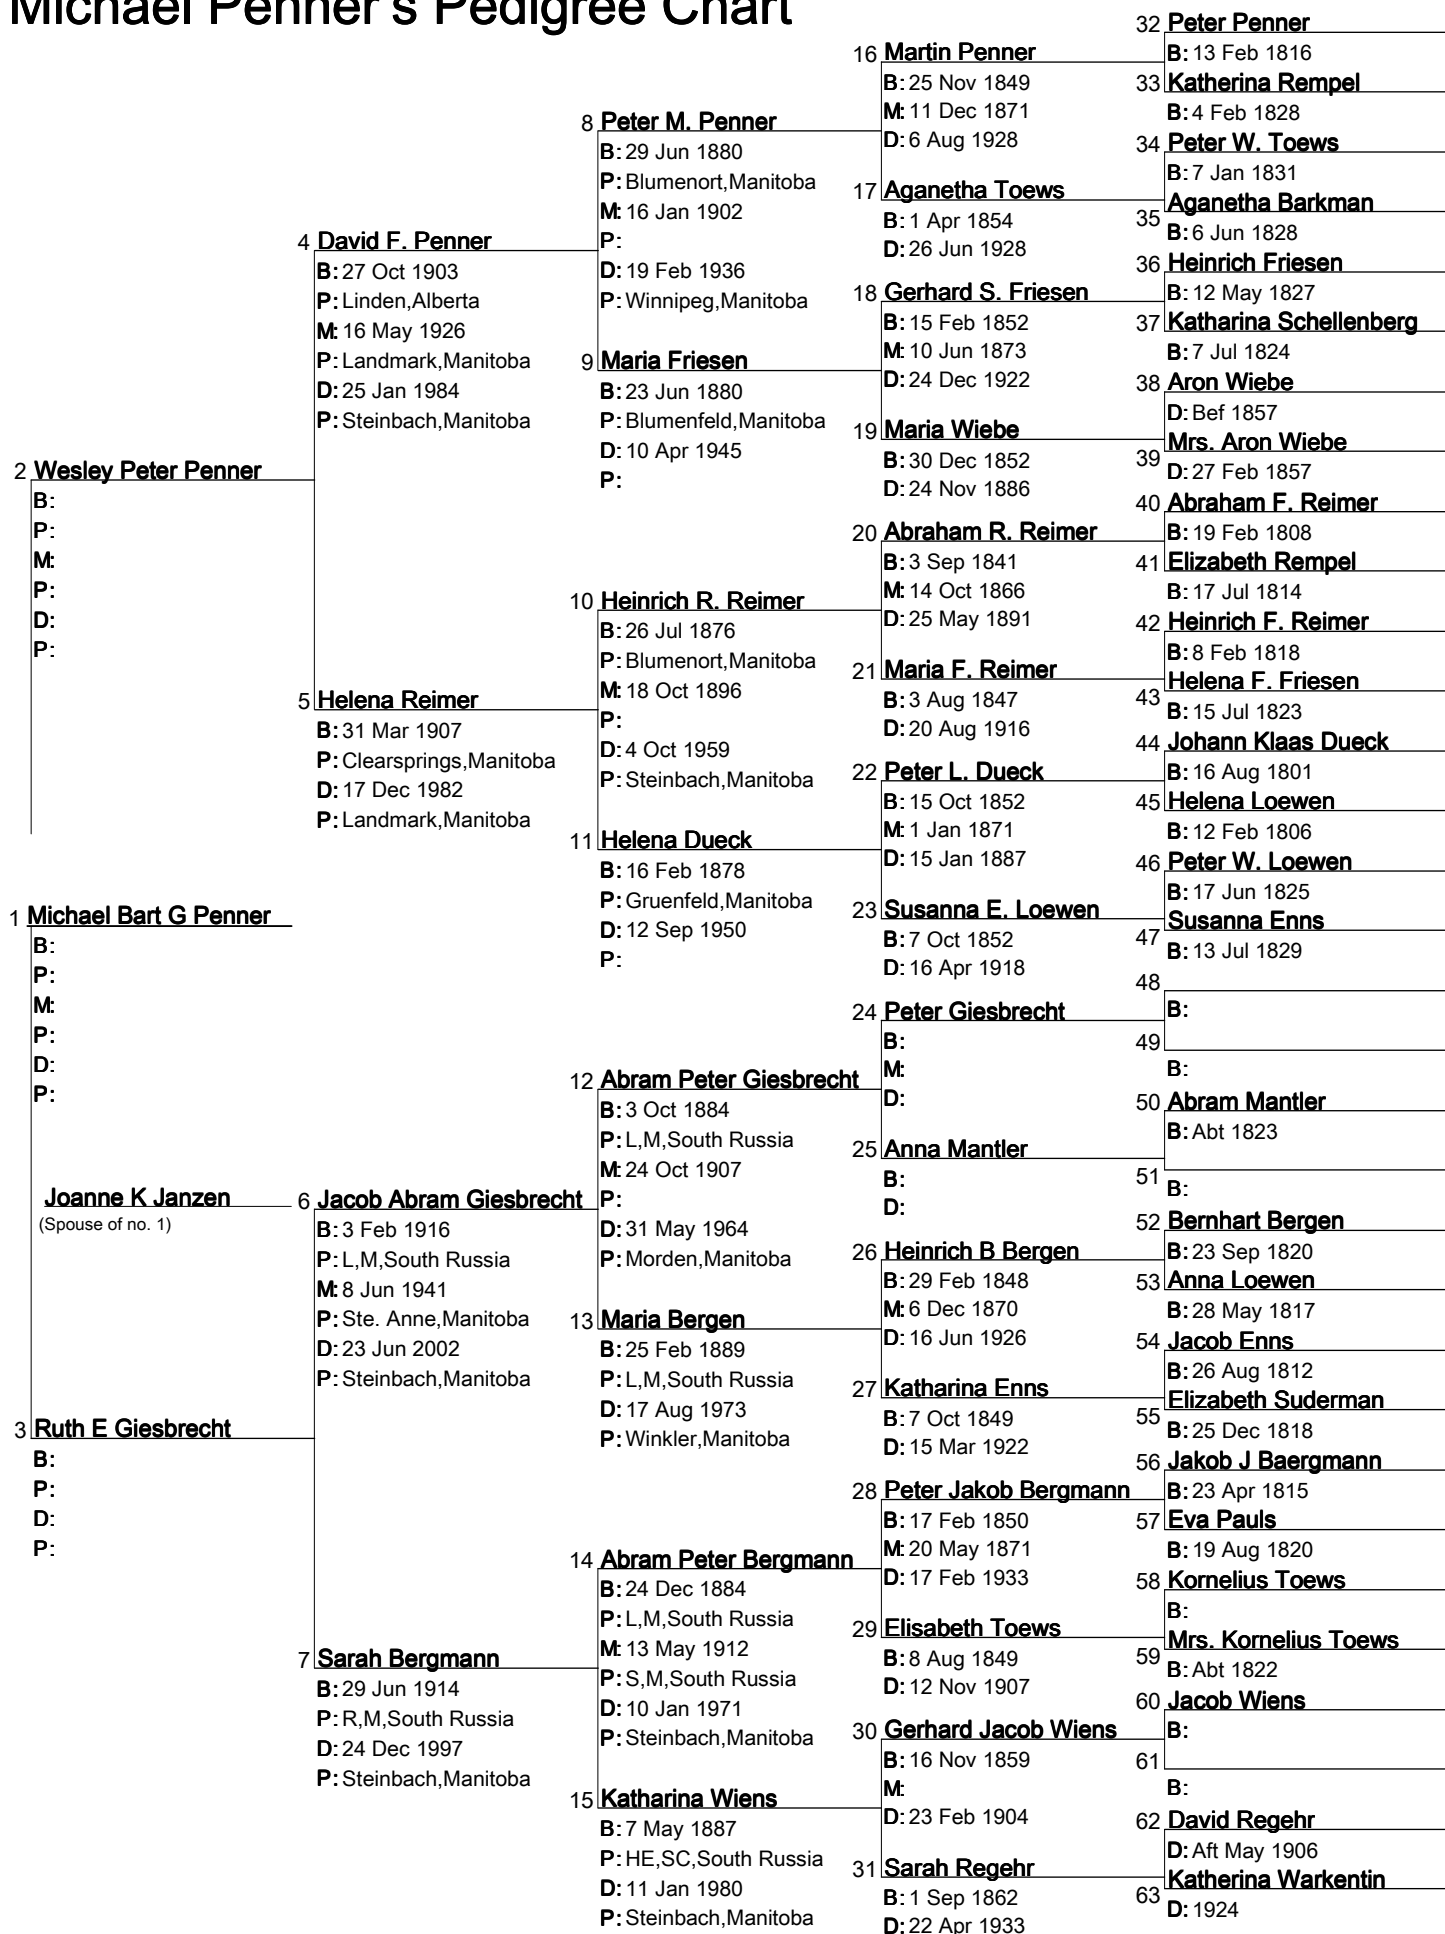 Michael Penner's Pedigree Chart
1 Michael Bart G Penner
B:
P:
M:
P:
D:
P:
Joanne K Janzen
(Spouse of no. 1)
2 Wesley Peter Penner
B:
P:
M:
P:
D:
P:
3 Ruth E Giesbrecht
B:
P:
D:
P:
4 David F. Penner
B: 27 Oct 1903
P: Linden,Alberta
M: 16 May 1926
P: Landmark,Manitoba
D: 25 Jan 1984
P: Steinbach,Manitoba
5 Helena Reimer
B: 31 Mar 1907
P: Clearsprings,Manitoba
D: 17 Dec 1982
P: Landmark,Manitoba
6 Jacob Abram Giesbrecht
B: 3 Feb 1916
P: L,M,South Russia
M: 8 Jun 1941
P: Ste. Anne,Manitoba
D: 23 Jun 2002
P: Steinbach,Manitoba
7 Sarah Bergmann
B: 29 Jun 1914
P: R,M,South Russia
D: 24 Dec 1997
P: Steinbach,Manitoba
8 Peter M. Penner
B: 29 Jun 1880
P: Blumenort,Manitoba
M: 16 Jan 1902
P:
D: 19 Feb 1936
P: Winnipeg,Manitoba
9 Maria Friesen
B: 23 Jun 1880
P: Blumenfeld,Manitoba
D: 10 Apr 1945
P:
10 Heinrich R. Reimer
B: 26 Jul 1876
P: Blumenort,Manitoba
M: 18 Oct 1896
P:
D: 4 Oct 1959
P: Steinbach,Manitoba
11 Helena Dueck
B: 16 Feb 1878
P: Gruenfeld,Manitoba
D: 12 Sep 1950
P:
12 Abram Peter Giesbrecht
B: 3 Oct 1884
P: L,M,South Russia
M: 24 Oct 1907
P:
D: 31 May 1964
P: Morden,Manitoba
13 Maria Bergen
B: 25 Feb 1889
P: L,M,South Russia
D: 17 Aug 1973
P: Winkler,Manitoba
14 Abram Peter Bergmann
B: 24 Dec 1884
P: L,M,South Russia
M: 13 May 1912
P: S,M,South Russia
D: 10 Jan 1971
P: Steinbach,Manitoba
15 Katharina Wiens
B: 7 May 1887
P: HE,SC,South Russia
D: 11 Jan 1980
P: Steinbach,Manitoba
16 Martin Penner
B: 25 Nov 1849
M: 11 Dec 1871
D: 6 Aug 1928
17 Aganetha Toews
B: 1 Apr 1854
D: 26 Jun 1928
18 Gerhard S. Friesen
B: 15 Feb 1852
M: 10 Jun 1873
D: 24 Dec 1922
19 Maria Wiebe
B: 30 Dec 1852
D: 24 Nov 1886
20 Abraham R. Reimer
B: 3 Sep 1841
M: 14 Oct 1866
D: 25 May 1891
21 Maria F. Reimer
B: 3 Aug 1847
D: 20 Aug 1916
22 Peter L. Dueck
B: 15 Oct 1852
M: 1 Jan 1871
D: 15 Jan 1887
23 Susanna E. Loewen
B: 7 Oct 1852
D: 16 Apr 1918
24 Peter Giesbrecht
B:
M:
D:
25 Anna Mantler
B:
D:
26 Heinrich B Bergen
B: 29 Feb 1848
M: 6 Dec 1870
D: 16 Jun 1926
27 Katharina Enns
B: 7 Oct 1849
D: 15 Mar 1922
28 Peter Jakob Bergmann
B: 17 Feb 1850
M: 20 May 1871
D: 17 Feb 1933
29 Elisabeth Toews
B: 8 Aug 1849
D: 12 Nov 1907
30 Gerhard Jacob Wiens
B: 16 Nov 1859
M:
D: 23 Feb 1904
31 Sarah Regehr
B: 1 Sep 1862
D: 22 Apr 1933
32 Peter Penner
B: 13 Feb 1816
33 Katherina Rempel
B: 4 Feb 1828
34 Peter W. Toews
B: 7 Jan 1831
35 Aganetha Barkman
B: 6 Jun 1828
36 Heinrich Friesen
B: 12 May 1827
37 Katharina Schellenberg
B: 7 Jul 1824
38 Aron Wiebe
D: Bef 1857
39 Mrs. Aron Wiebe
D: 27 Feb 1857
40 Abraham F. Reimer
B: 19 Feb 1808
41 Elizabeth Rempel
B: 17 Jul 1814
42 Heinrich F. Reimer
B: 8 Feb 1818
43 Helena F. Friesen
B: 15 Jul 1823
44 Johann Klaas Dueck
B: 16 Aug 1801
45 Helena Loewen
B: 12 Feb 1806
46 Peter W. Loewen
B: 17 Jun 1825
47 Susanna Enns
B: 13 Jul 1829
48
B:
49
B:
50 Abram Mantler
B: Abt 1823
51
B:
52 Bernhart Bergen
B: 23 Sep 1820
53 Anna Loewen
B: 28 May 1817
54 Jacob Enns
B: 26 Aug 1812
55 Elizabeth Suderman
B: 25 Dec 1818
56 Jakob J Baergmann
B: 23 Apr 1815
57 Eva Pauls
B: 19 Aug 1820
58 Kornelius Toews
B:
59 Mrs. Kornelius Toews
B: Abt 1822
60 Jacob Wiens
B:
61
B:
62 David Regehr
D: Aft May 1906
63 Katherina Warkentin
D: 1924